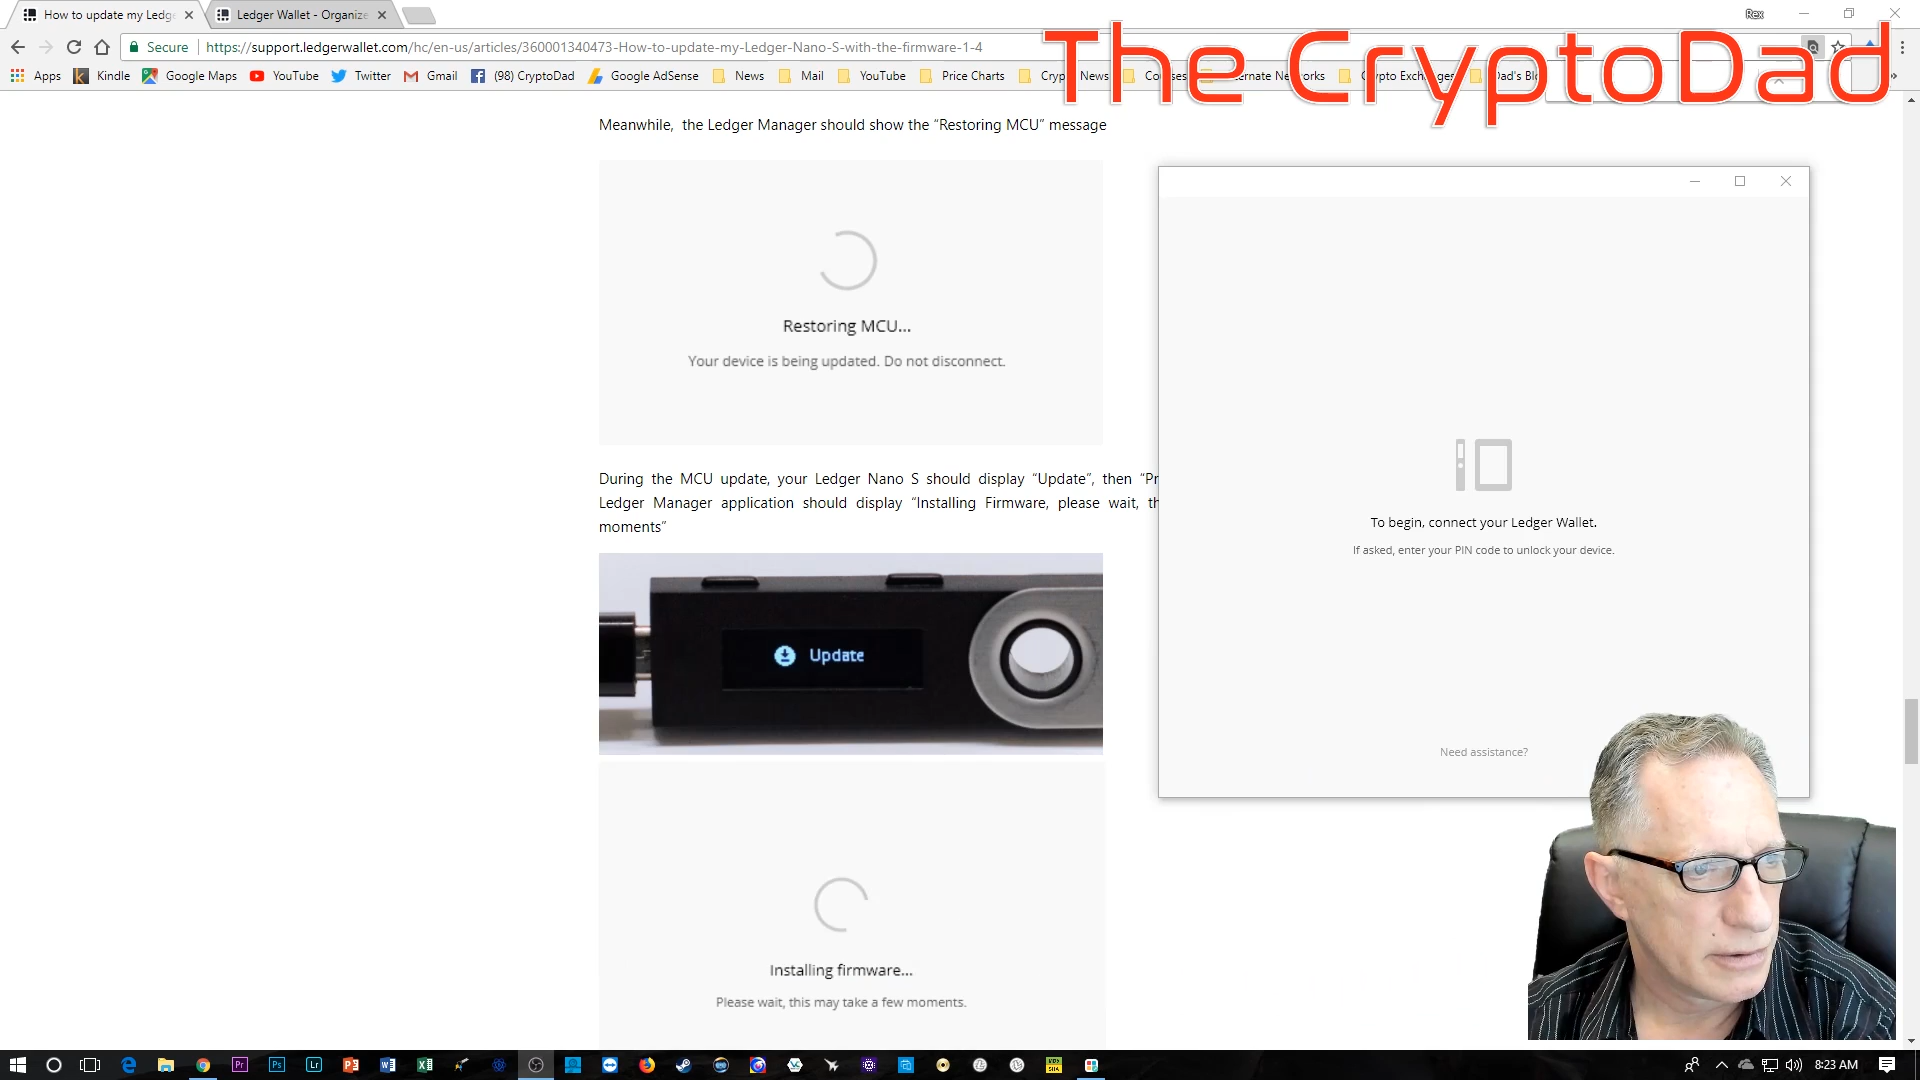 How to update my Ledg
Ledger Wallet - Organize
Rex
Secure
https://support.ledgerwallet.com/hc/en-us/articles/360001340473-How-to-update-my-Ledger-Nano-S-with-the-firmware-1-4
The CryptoDad
Apps
Kindle
Google Maps
YouTube
Twitter
Gmail
(98) CryptoDad
Google AdSense
News
Mail
YouTube
Price Charts
Meanwhile, the Ledger Manager should show the “Restoring MCU” message
Restoring MCU...
Your device is being updated. Do not disconnect.
During the MCU update, your Ledger Nano S should display “Update”, then “Pr
Ledger Manager application should display “Installing Firmware, please wait, th
moments”
Update
Installing firmware...
Please wait, this may take a few moments.
To begin, connect your Ledger Wallet.
If asked, enter your PIN code to unlock your device.
Need assistance?
8:23 AM